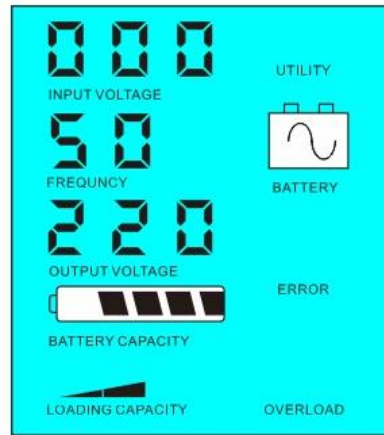 000
UTILITY
INPUT VOLTAGE
50
FREQUNCY
BATTERY
220
OUTPUT VOLTAGE
ERROR
BATTERY CAPACITY
LOADING CAPACITY
OVERLOAD